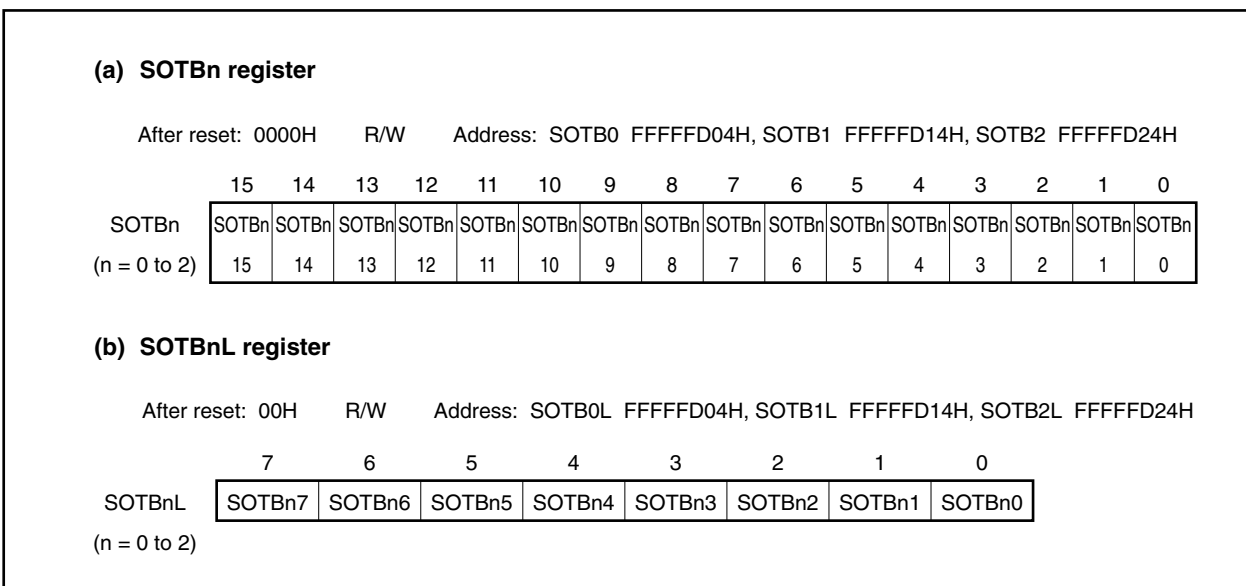 (a) SOTBn register
After reset: 0000H R/W Address: SOTB0 FFFFFD04H, SOTB1 FFFFFD14H, SOTB2 FFFFFD24H
15 14 13 12 11 10 9 8 7 6 5 4 3 2 1 0
SOTBn SOTBn SOTBn SOTBn SOTBn SOTBn SOTBn SOTBn SOTBn SOTBn SOTBn SOTBn SOTBn SOTBn SOTBn SOTBn SOTBn
(n = 0 to 2) 15 14 13 12 11 10 9 8 7 6 5 4 3 2 1 0
(b) SOTBnL register
After reset: 00H R/W Address: SOTB0L FFFFFD04H, SOTB1L FFFFFD14H, SOTB2L FFFFFD24H
7 6 5 4 3 2 1 0
SOTBnL SOTBn7 SOTBn6 SOTBn5 SOTBn4 SOTBn3 SOTBn2 SOTBn1 SOTBn0
(n = 0 to 2)